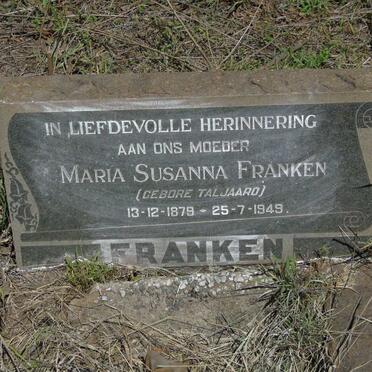 IN LIEFDEVOLLE HERINNERING
AAN ONS MOEDER
MARIA SUSANNA FRANKEN
(GEBORE TALJAARD)
13-12-1879 - 25-7-1949.
FRANKEN